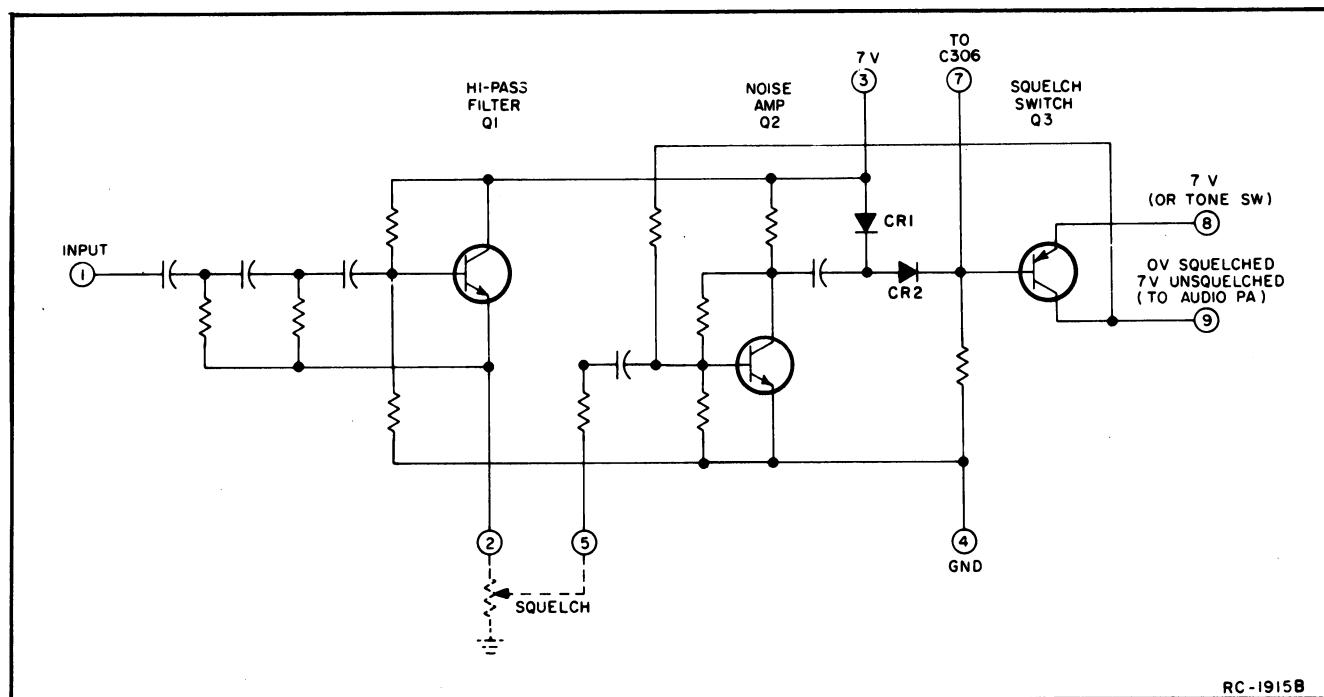 HI-PASS
FILTER
Q1
NOISE
AMP
Q2
7 V
3
TO
C306
7
SQUELCH
SWITCH
Q3
INPUT
1
CR1
CR2
7 V
(OR TONE SW)
8
0V SQUELCHED
7V UNSQUELCHED
(TO AUDIO PA)
9
2
5
4
GND
SQUELCH
RC-1915B